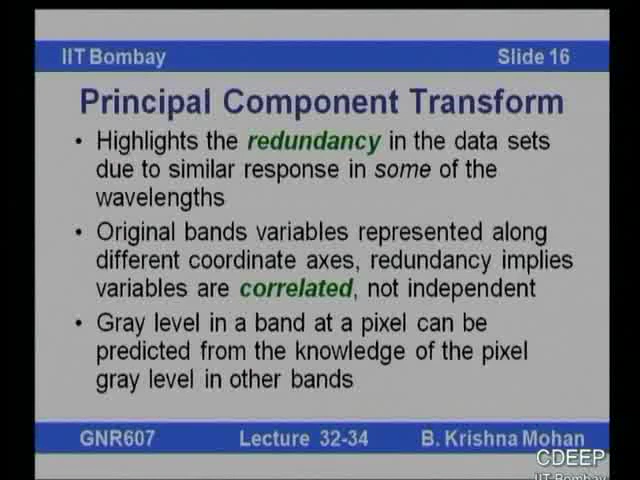 IIT Bombay Slide 16
Principal Component Transform
• Highlights the redundancy in the data sets
due to similar response in some of the
wavelengths
• Original bands variables represented along
different coordinate axes, redundancy implies
variables are correlated, not independent
• Gray level in a band at a pixel can be
predicted from the knowledge of the pixel
gray level in other bands
GNR607 Lecture 32-34 B. Krishna Mohan
CDEEP
IIT Bombay